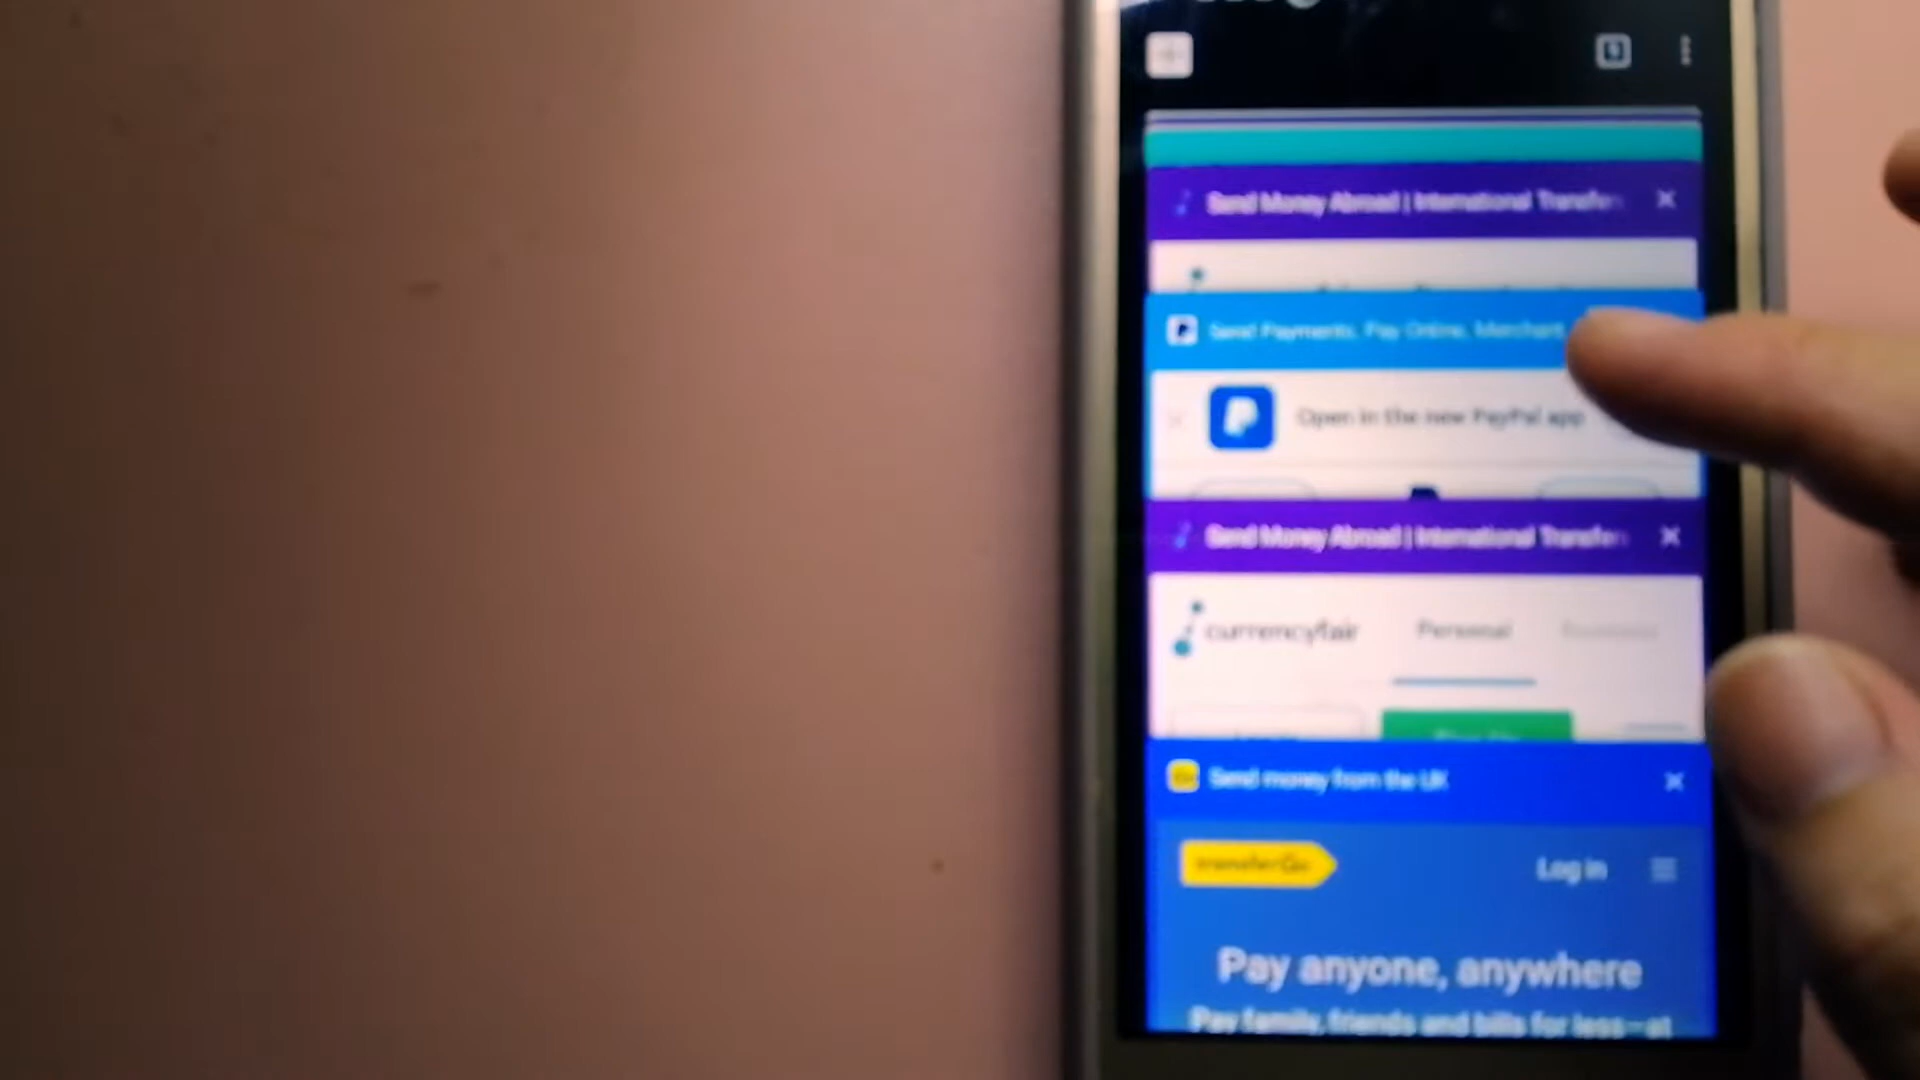 Send Money Abroad | International Transfers
Send Payments, Pay Online, Merchant
Open in the new PayPal app
Send Money Abroad | International Transfers
currencyfair
Personal
Send money from the UK
transferGo
Log in
Pay anyone, anywhere
Pay family, friends and bills for less—at